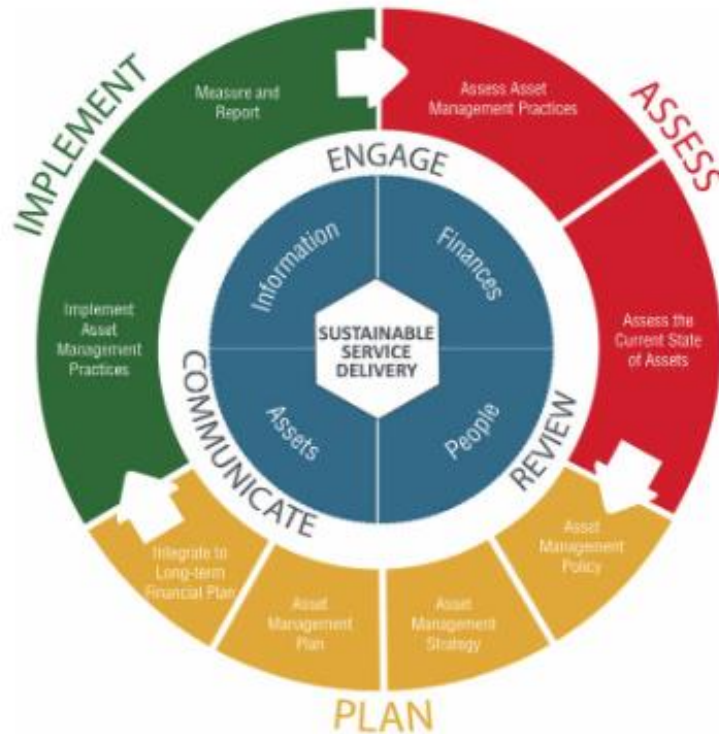 IMPLEMENT
ASSESS
PLAN
Measure and
Report
Assess Asset
Management Practices
Assess the
Current State
of Assets
Asset
Management
Policy
Asset
Management
Strategy
Asset
Management
Plan
Integrate to
Long-term
Financial Plan
Implement
Asset
Management
Practices
ENGAGE
REVIEW
COMMUNICATE
Information
Finances
People
Assets
SUSTAINABLE
SERVICE
DELIVERY